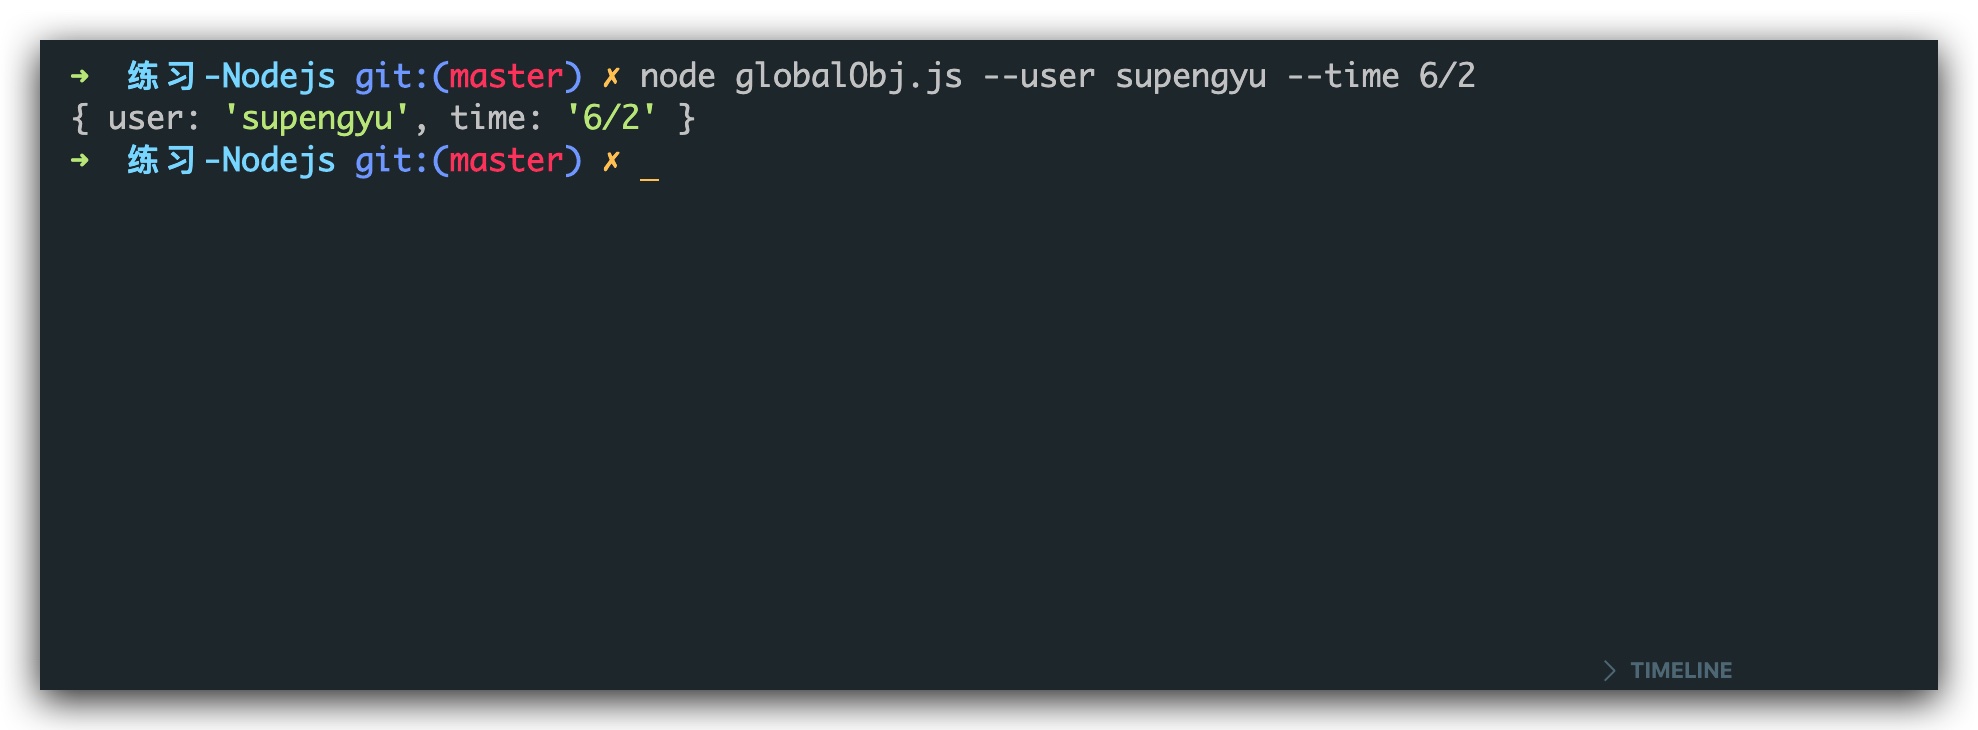 ➜  练习-Nodejs git:(master) ✗ node globalObj.js --user supengyu --time 6/2
{ user: 'supengyu', time: '6/2' }
➜  练习-Nodejs git:(master) ✗ _
> TIMELINE